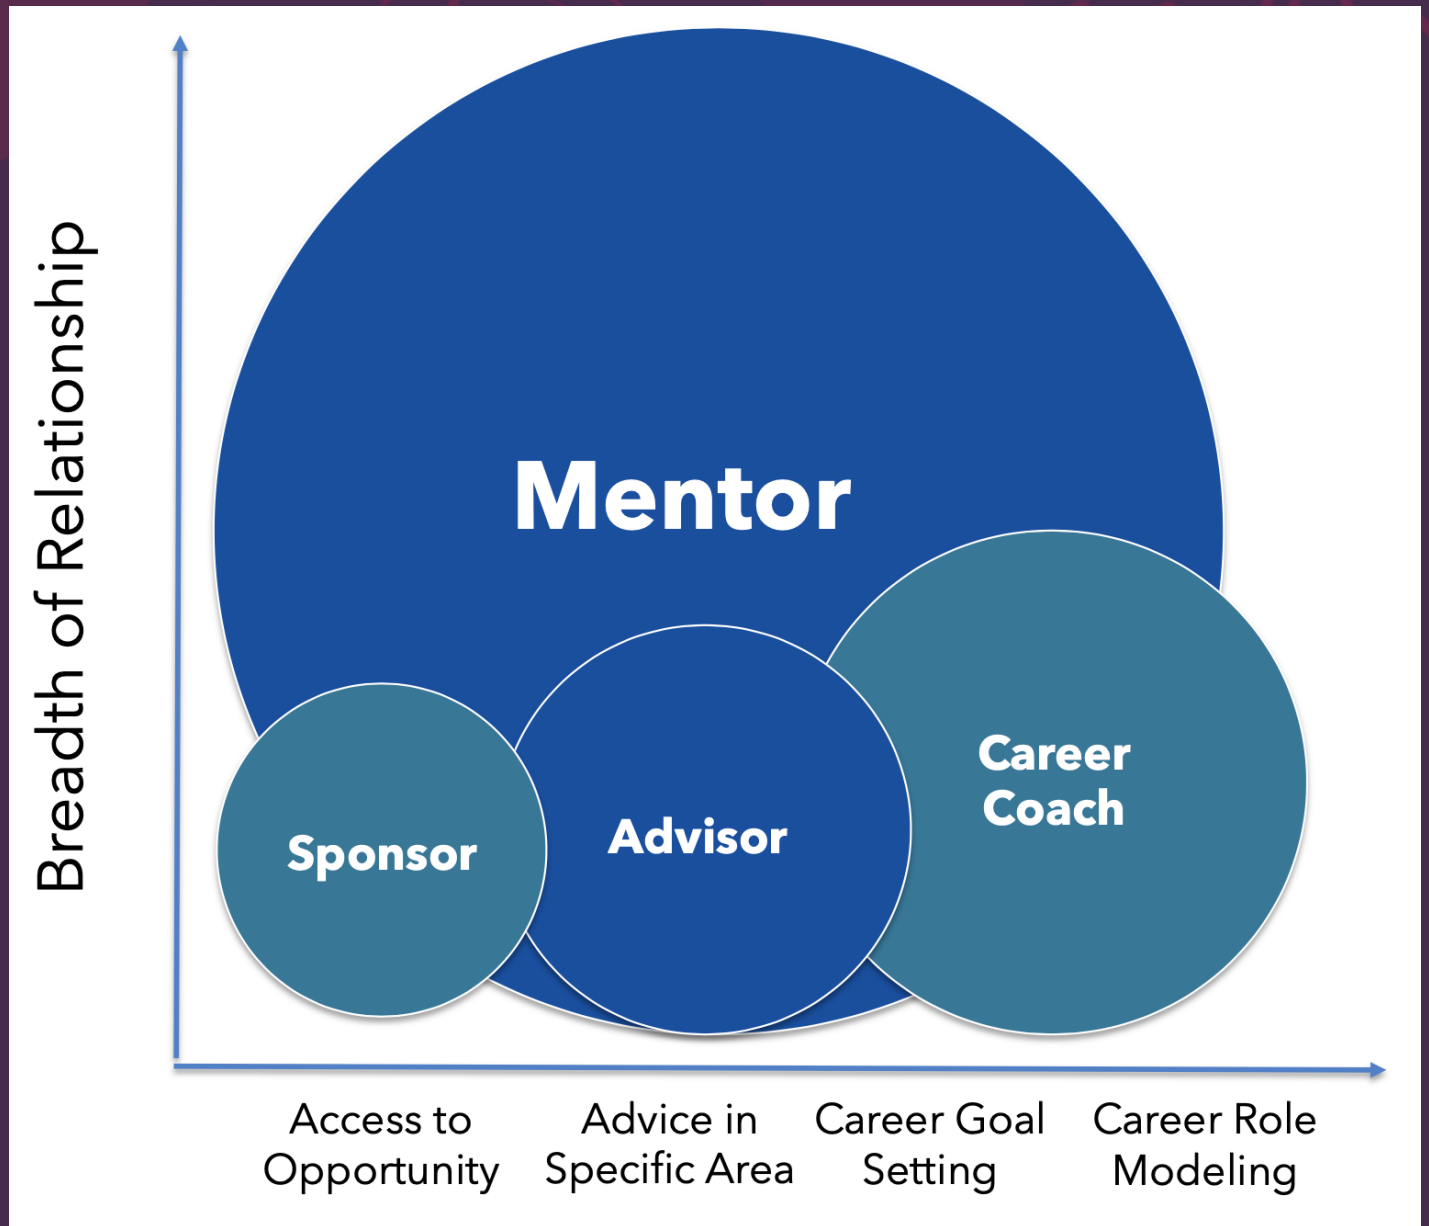 Breadth of Relationship
Mentor
Career
Coach
Advisor
Sponsor
Access to
Opportunity
Advice in
Specific Area
Career Goal
Setting
Career Role
Modeling